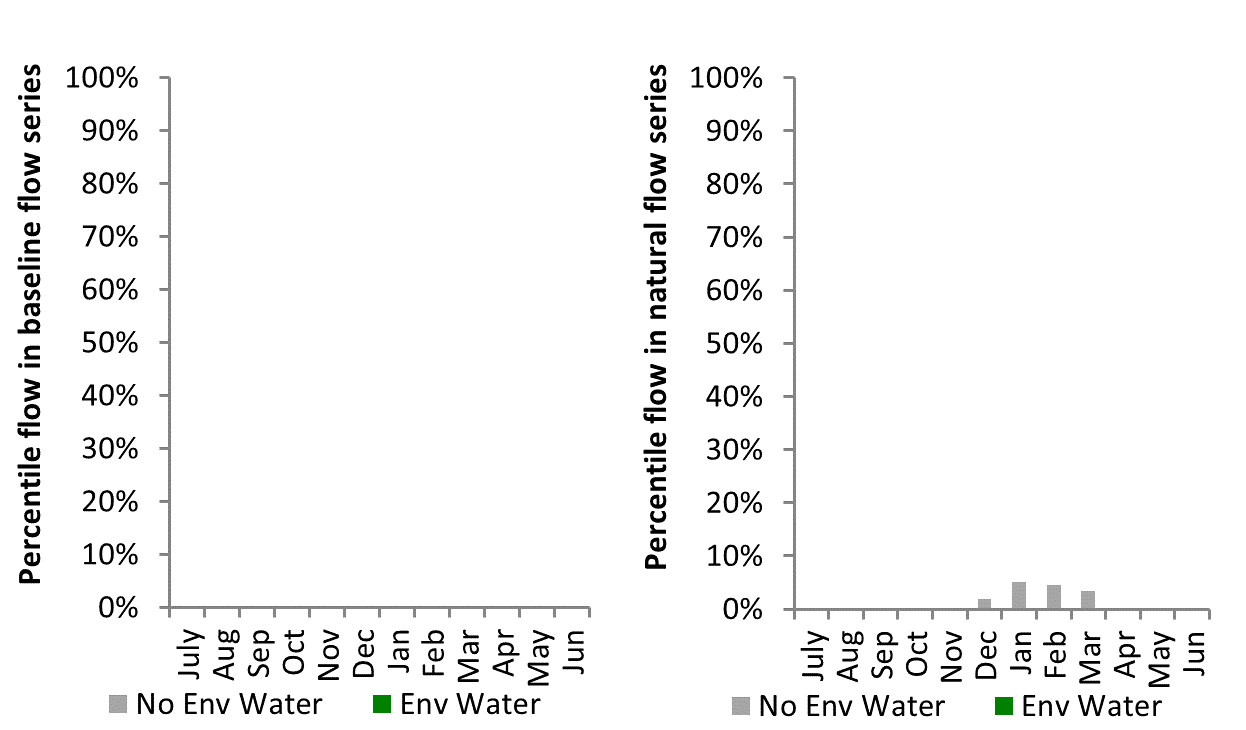 Percentile flow in baseline flow series
100%
90%
80%
70%
60%
50%
40%
30%
20%
10%
0%
July
Aug
Sep
Oct
Nov
Dec
Jan
Feb
Mar
Apr
May
Jun
No Env Water
Env Water
Percentile flow in natural flow series
100%
90%
80%
70%
60%
50%
40%
30%
20%
10%
0%
July
Aug
Sep
Oct
Nov
Dec
Jan
Feb
Mar
Apr
May
Jun
No Env Water
Env Water